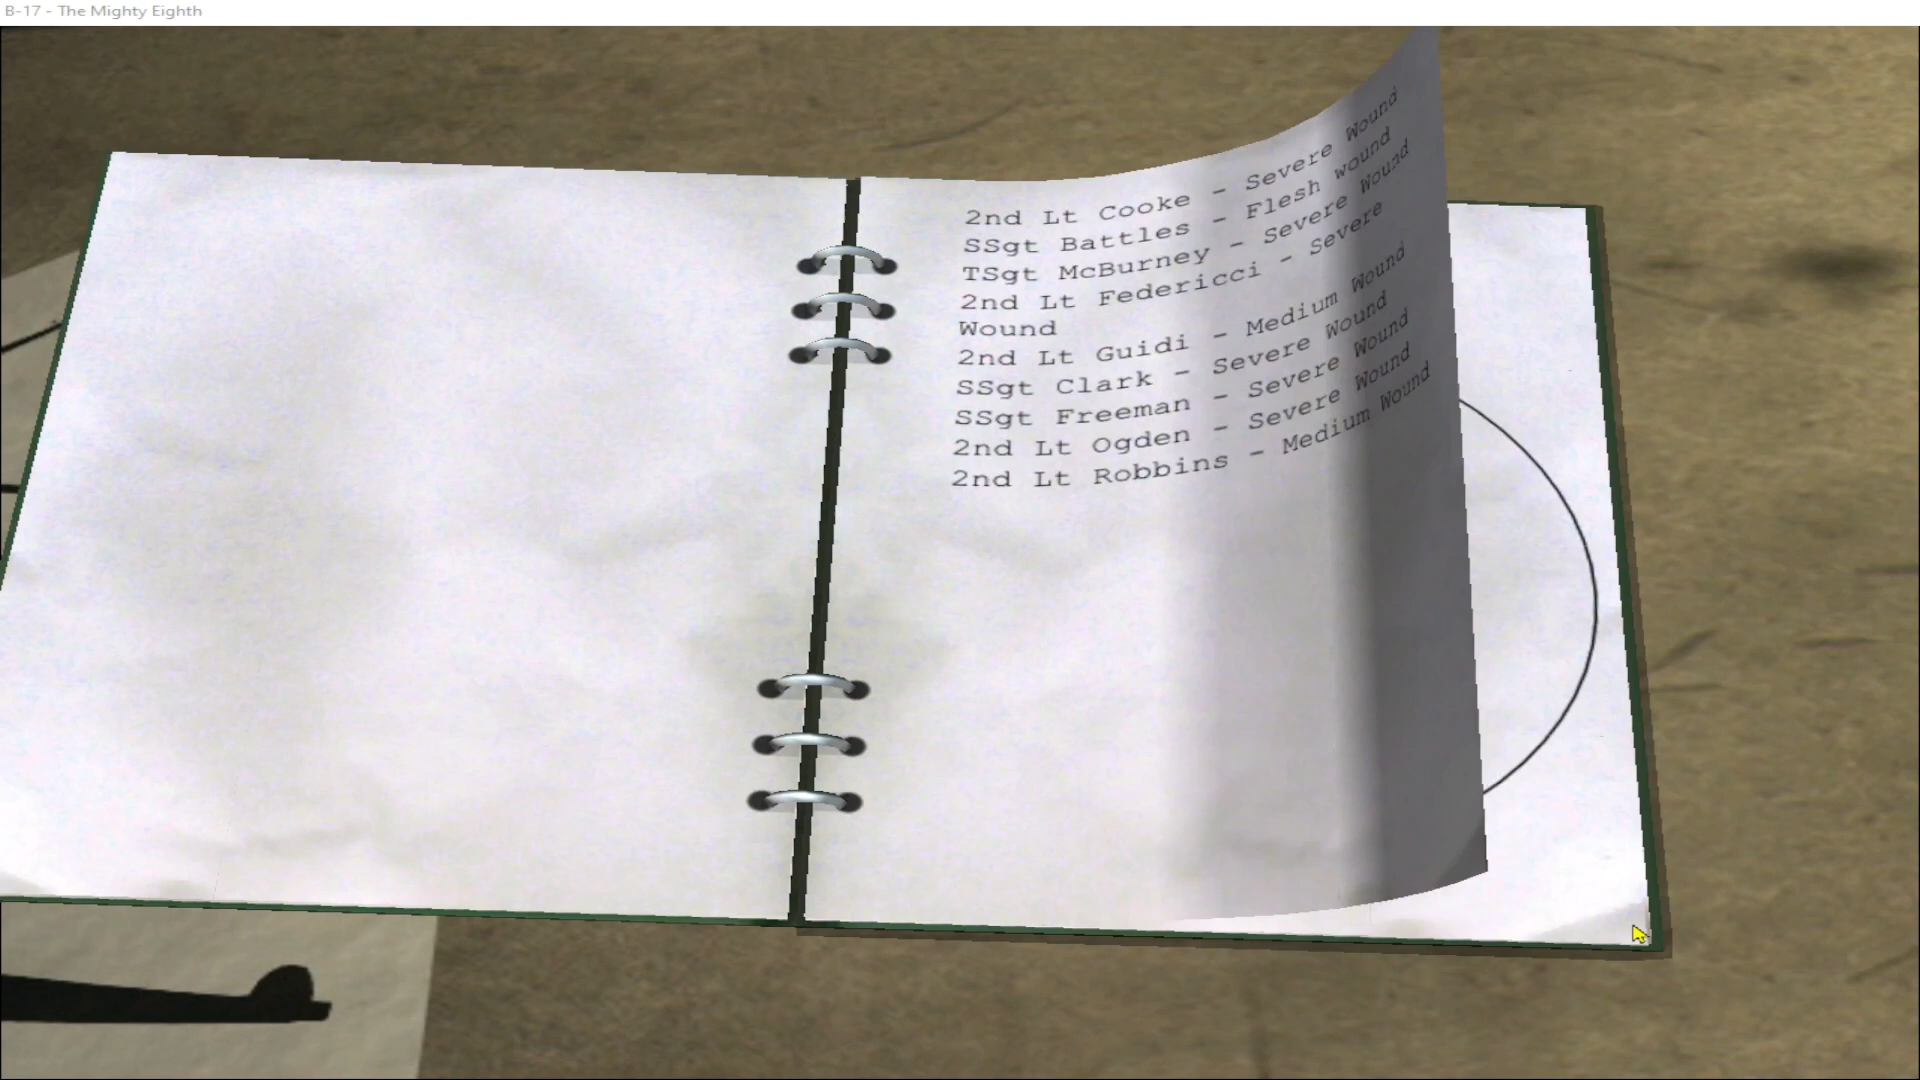 B-17 - The Mighty Eighth
2nd Lt Cooke - Severe Wound
SSgt Battles - Flesh wound
TSgt McBurney - Severe Wound
2nd Lt Federicci - Severe
Wound
2nd Lt Guidi - Medium Wound
SSgt Clark - Severe Wound
SSgt Freeman - Severe Wound
2nd Lt Ogden - Severe Wound
2nd Lt Robbins - Medium Wound